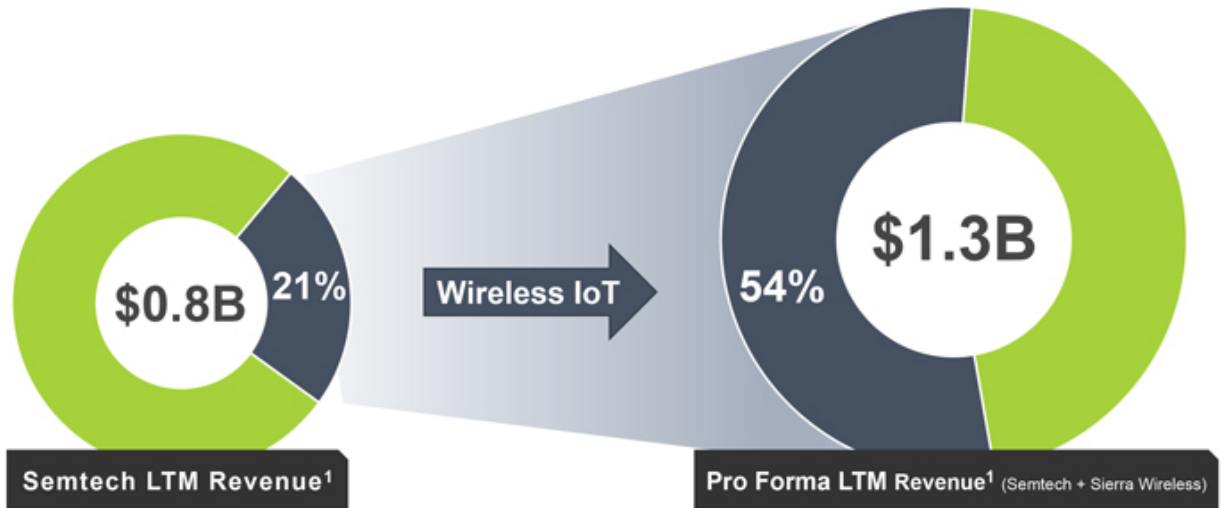 $0.8B
21%
Wireless IoT
54%
$1.3B
Semtech LTM Revenue¹
Pro Forma LTM Revenue¹ (Semtech + Sierra Wireless)